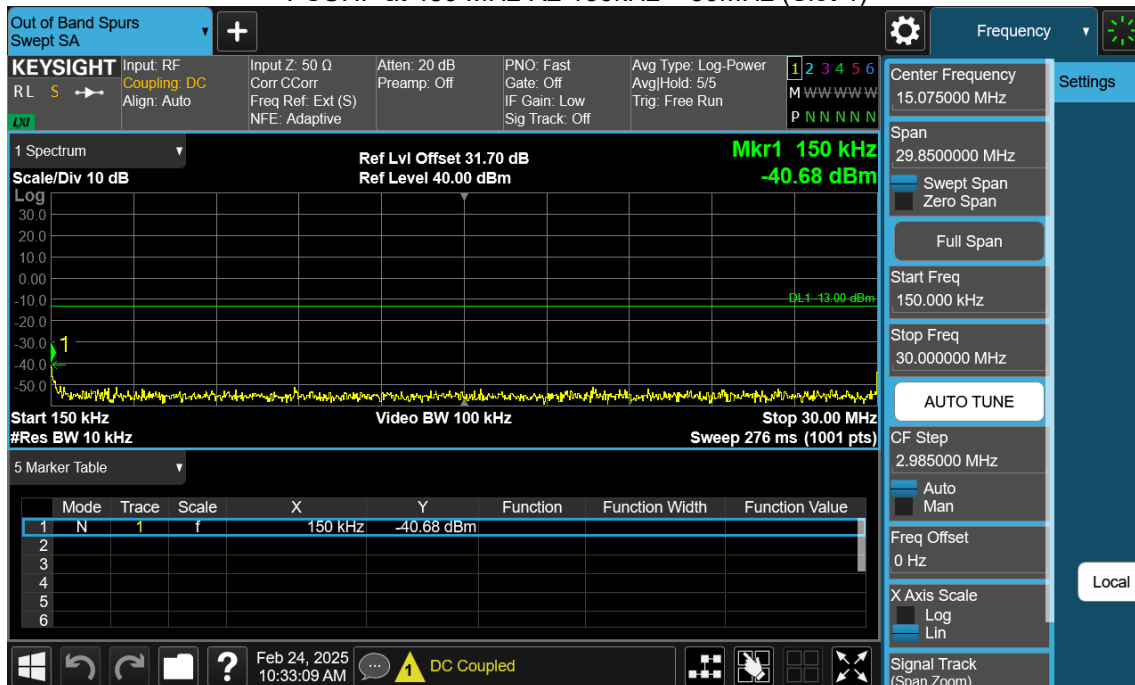 Out of Band Spurs
Swept SA
Frequency
KEYSIGHT
RL S
LXI
Input: RF
Coupling: DC
Align: Auto
Input Z: 50 Ω
Corr CCorr
Freq Ref: Ext (S)
NFE: Adaptive
Atten: 20 dB
Preamp: Off
PNO: Fast
Gate: Off
IF Gain: Low
Sig Track: Off
Avg Type: Log-Power
Avg|Hold: 5/5
Trig: Free Run
1 2 3 4 5 6
M W W W W W
P N N N N N
1 Spectrum
Scale/Div 10 dB
Ref Lvl Offset 31.70 dB
Ref Level 40.00 dBm
Mkr1 150 kHz
-40.68 dBm
Log
30.0
20.0
10.0
0.00
-10.0
DL1 -13.00 dBm
-20.0
-30.0
1
-40.0
-50.0
Start 150 kHz
Video BW 100 kHz
Stop 30.00 MHz
#Res BW 10 kHz
Sweep 276 ms (1001 pts)
5 Marker Table
Mode Trace Scale X Y Function Function Width Function Value
1 N 1 f 150 kHz -40.68 dBm
2
3
4
5
6
Feb 24, 2025
10:33:09 AM
1
DC Coupled
Center Frequency
15.075000 MHz
Span
29.8500000 MHz
Swept Span
Zero Span
Full Span
Start Freq
150.000 kHz
Stop Freq
30.000000 MHz
AUTO TUNE
CF Step
2.985000 MHz
Auto
Man
Freq Offset
0 Hz
X Axis Scale
Log
Lin
Signal Track
(Span Zoom)
Settings
Local